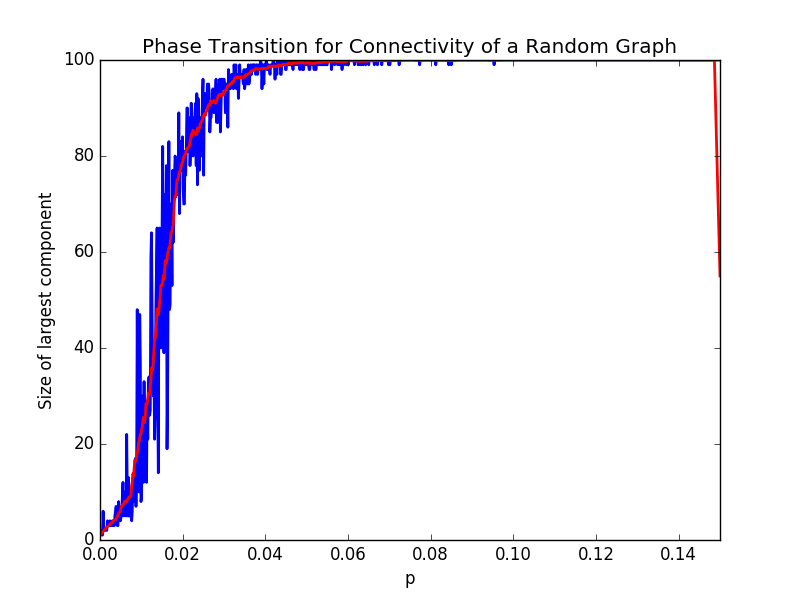 Phase Transition for Connectivity of a Random Graph
100
80
60
40
20
0
Size of largest component
0.00 0.02 0.04 0.06 0.08 0.10 0.12 0.14
p